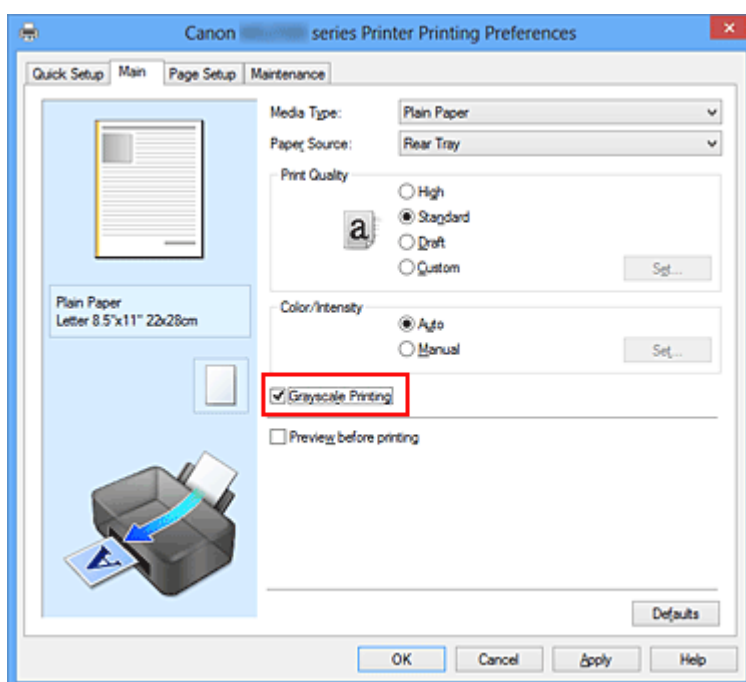 Canon series Printer Printing Preferences
Quick Setup Main Page Setup Maintenance
Media Type: Plain Paper
Paper Source: Rear Tray
Print Quality
High
a Standard
Draft
Custom Set...
Plain Paper
Letter 8.5"x11" 22x28cm
Color/Intensity
Auto
Manual Set...
Grayscale Printing
Preview before printing
A
Defaults
OK Cancel Apply Help